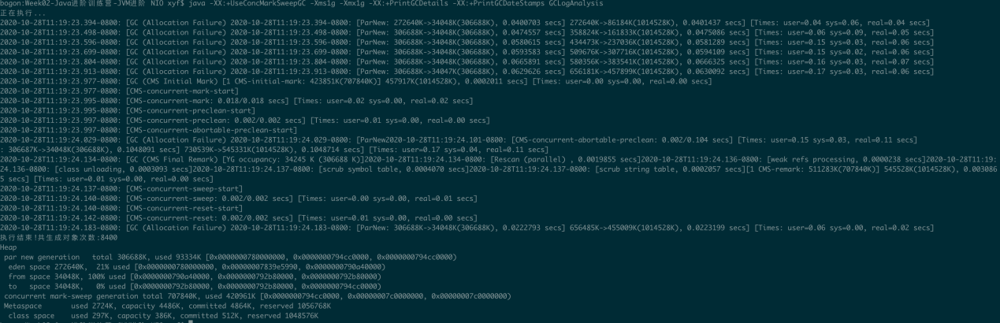 bogon:Week02-Java进阶训练营-JVM进阶 NIO xyf$ java -XX:+UseConcMarkSweepGC -Xms1g -Xmx1g -XX:+PrintGCDetails -XX:+PrintGCDateStamps GCLogAnalysis
正在执行...
2020-10-28T11:19:23.394-0800: [GC (Allocation Failure) 2020-10-28T11:19:23.394-0800: [ParNew: 272640K->34048K(306688K), 0.0400703 secs] 272640K->86184K(1014528K), 0.0401437 secs] [Times: user=0.04 sys=0.06, real=0.04 secs]
2020-10-28T11:19:23.498-0800: [GC (Allocation Failure) 2020-10-28T11:19:23.498-0800: [ParNew: 306688K->34048K(306688K), 0.0474557 secs] 358824K->161833K(1014528K), 0.0475086 secs] [Times: user=0.06 sys=0.09, real=0.05 secs]
2020-10-28T11:19:23.596-0800: [GC (Allocation Failure) 2020-10-28T11:19:23.596-0800: [ParNew: 306688K->34048K(306688K), 0.0580615 secs] 434473K->237036K(1014528K), 0.0581289 secs] [Times: user=0.15 sys=0.03, real=0.06 secs]
2020-10-28T11:19:23.699-0800: [GC (Allocation Failure) 2020-10-28T11:19:23.699-0800: [ParNew: 306688K->34048K(306688K), 0.0593583 secs] 509676K->307716K(1014528K), 0.0594109 secs] [Times: user=0.15 sys=0.02, real=0.06 secs]
2020-10-28T11:19:23.804-0800: [GC (Allocation Failure) 2020-10-28T11:19:23.804-0800: [ParNew: 306688K->34048K(306688K), 0.0665891 secs] 580356K->383541K(1014528K), 0.0666325 secs] [Times: user=0.16 sys=0.03, real=0.07 secs]
2020-10-28T11:19:23.913-0800: [GC (Allocation Failure) 2020-10-28T11:19:23.913-0800: [ParNew: 306688K->34047K(306688K), 0.0629626 secs] 656181K->457899K(1014528K), 0.0630092 secs] [Times: user=0.17 sys=0.03, real=0.06 secs]
2020-10-28T11:19:23.977-0800: [GC (CMS Initial Mark) [1 CMS-initial-mark: 423851K(707840K)] 457917K(1014528K), 0.0002011 secs] [Times: user=0.00 sys=0.00, real=0.00 secs]
2020-10-28T11:19:23.977-0800: [CMS-concurrent-mark-start]
2020-10-28T11:19:23.995-0800: [CMS-concurrent-mark: 0.018/0.018 secs] [Times: user=0.02 sys=0.00, real=0.02 secs]
2020-10-28T11:19:23.995-0800: [CMS-concurrent-preclean-start]
2020-10-28T11:19:23.997-0800: [CMS-concurrent-preclean: 0.002/0.002 secs] [Times: user=0.01 sys=0.00, real=0.00 secs]
2020-10-28T11:19:23.997-0800: [CMS-concurrent-abortable-preclean-start]
2020-10-28T11:19:24.029-0800: [GC (Allocation Failure) 2020-10-28T11:19:24.029-0800: [ParNew2020-10-28T11:19:24.101-0800: [CMS-concurrent-abortable-preclean: 0.002/0.104 secs] [Times: user=0.15 sys=0.03, real=0.11 secs]
: 306687K->34048K(306688K), 0.1048091 secs] 730539K->545331K(1014528K), 0.1048714 secs] [Times: user=0.17 sys=0.04, real=0.11 secs]
2020-10-28T11:19:24.134-0800: [GC (CMS Final Remark) [YG occupancy: 34245 K (306688 K)]2020-10-28T11:19:24.134-0800: [Rescan (parallel) , 0.0019855 secs]2020-10-28T11:19:24.136-0800: [weak refs processing, 0.0000238 secs]2020-10-28T11:19:
24.136-0800: [class unloading, 0.0003093 secs]2020-10-28T11:19:24.137-0800: [scrub symbol table, 0.0004070 secs]2020-10-28T11:19:24.137-0800: [scrub string table, 0.0002057 secs][1 CMS-remark: 511283K(707840K)] 545528K(1014528K), 0.003086
5 secs] [Times: user=0.01 sys=0.00, real=0.00 secs]
2020-10-28T11:19:24.137-0800: [CMS-concurrent-sweep-start]
2020-10-28T11:19:24.140-0800: [CMS-concurrent-sweep: 0.002/0.002 secs] [Times: user=0.00 sys=0.00, real=0.01 secs]
2020-10-28T11:19:24.140-0800: [CMS-concurrent-reset-start]
2020-10-28T11:19:24.142-0800: [CMS-concurrent-reset: 0.002/0.002 secs] [Times: user=0.01 sys=0.00, real=0.00 secs]
2020-10-28T11:19:24.183-0800: [GC (Allocation Failure) 2020-10-28T11:19:24.183-0800: [ParNew: 306688K->34048K(306688K), 0.0222793 secs] 656485K->455009K(1014528K), 0.0223199 secs] [Times: user=0.06 sys=0.00, real=0.02 secs]
执行结束!共生成对象次数:8400
Heap
par new generation   total 306688K, used 93334K [0x0000000780000000, 0x0000000794cc0000, 0x0000000794cc0000)
eden space 272640K,  21% used [0x0000000780000000, 0x00000007839e5990, 0x0000000790a40000)
from space 34048K, 100% used [0x0000000790a40000, 0x0000000792b80000, 0x0000000792b80000)
to   space 34048K,   0% used [0x0000000792b80000, 0x0000000792b80000, 0x0000000794cc0000)
concurrent mark-sweep generation total 707840K, used 420961K [0x0000000794cc0000, 0x00000007c0000000, 0x00000007c0000000)
Metaspace       used 2724K, capacity 4486K, committed 4864K, reserved 1056768K
class space    used 297K, capacity 386K, committed 512K, reserved 1048576K